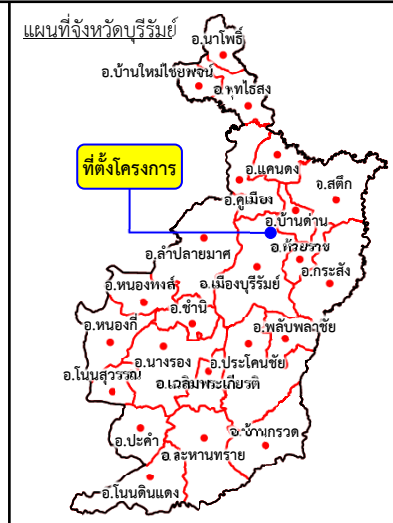 แผนที่จังหวัดบุรีรัมย์
อ.นาโพธิ์
อ.บ้านใหม่ไชยพจน์
อ.พุทไธสง
ที่ตั้งโครงการ
อ.แคนดง
อ.สตึก
อ.คูเมือง
อ.บ้านด่าน
อ.ห้วยราช
อ.ลำปลายมาศ
อ.กระสัง
อ.หนองหงส์
อ.เมืองบุรีรัมย์
อ.ชำนิ
อ.พลับพลาชัย
อ.หนองกี่
อ.นางรอง
อ.ประโคนชัย
อ.โนนสุวรรณ
อ.เฉลิมพระเกียรติ
อ.ปะคำ
อ.บ้านกรวด
อ.ละหานทราย
อ.โนนดินแดง